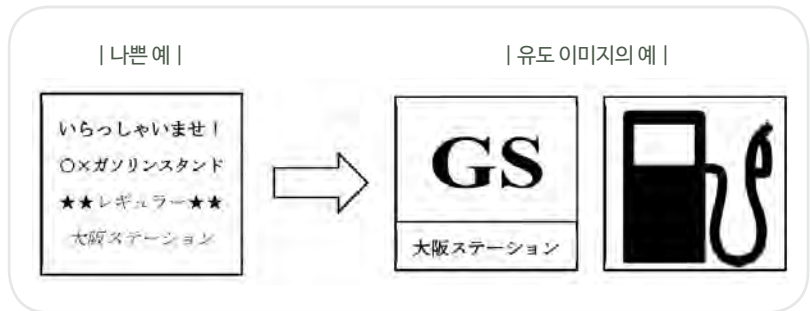 | 나쁜 예 |
| 유도 이미지의 예 |
いらっしゃいませ！
○×ガソリンスタンド
★★レギュラー★★
大阪ステーション
GS
大阪ステーション